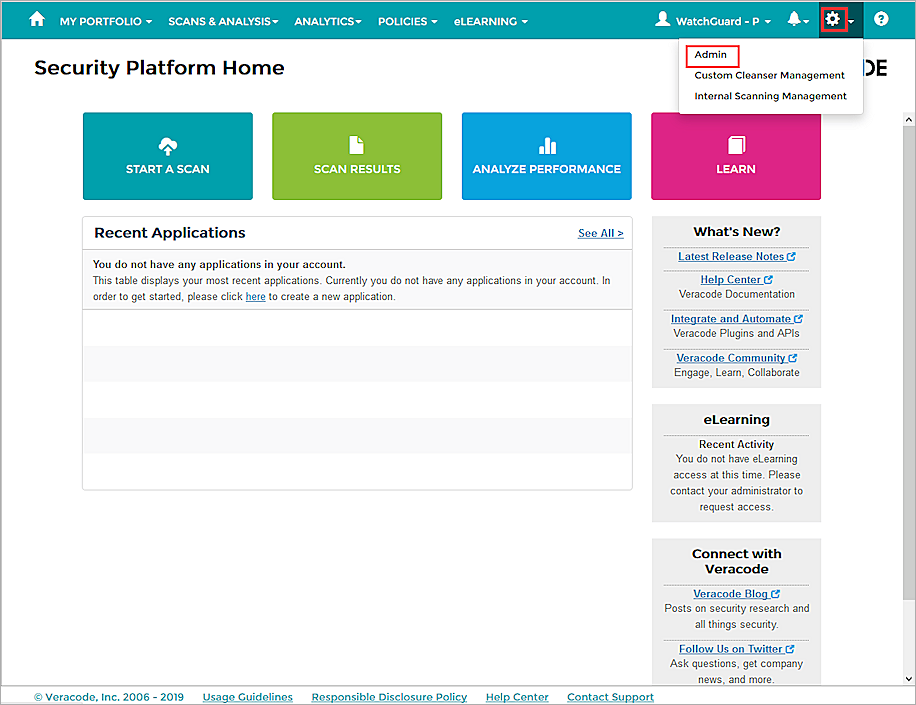 MY PORTFOLIO
SCANS & ANALYSIS
ANALYTICS
POLICIES
eLEARNING
WatchGuard - P
?
Admin
Custom Cleanser Management
Internal Scanning Management
DE
Security Platform Home
START A SCAN
SCAN RESULTS
ANALYZE PERFORMANCE
LEARN
Recent Applications
See All >
You do not have any applications in your account.
This table displays your most recent applications. Currently you do not have any applications in your account. In
order to get started, please click here to create a new application.
What's New?
Latest Release Notes
Help Center
Veracode Documentation
Integrate and Automate
Veracode Plugins and APIs
Veracode Community
Engage, Learn, Collaborate
eLearning
Recent Activity
You do not have eLearning
access at this time. Please
contact your administrator to
request access.
Connect with
Veracode
Veracode Blog
Posts on security research and
all things security.
Follow Us on Twitter
Ask questions, get company
news, and more.
© Veracode, Inc. 2006 - 2019
Usage Guidelines
Responsible Disclosure Policy
Help Center
Contact Support